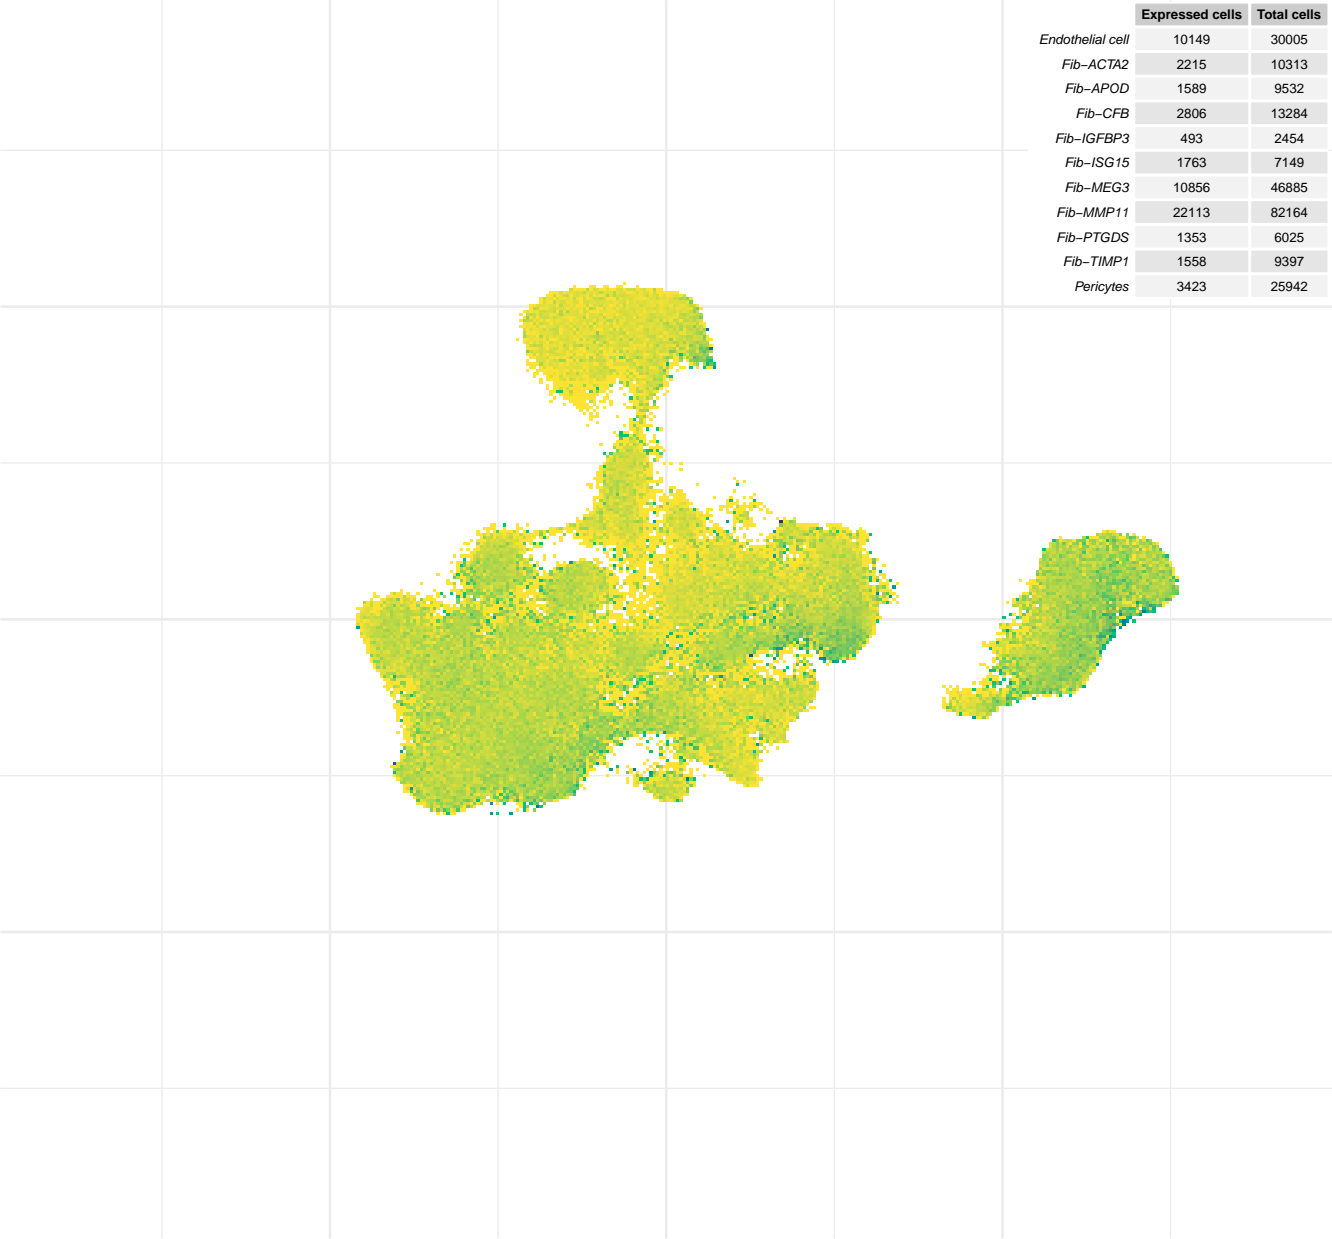 Expressed cells Total cells
Endothelial cell 10149 30005
Fib−ACTA2 2215 10313
Fib−APOD 1589 9532
Fib−CFB 2806 13284
Fib−IGFBP3 493 2454
Fib−ISG15 1763 7149
Fib−MEG3 10856 46885
Fib−MMP11 22113 82164
Fib−PTGDS 1353 6025
Fib−TIMP1 1558 9397
Pericytes 3423 25942